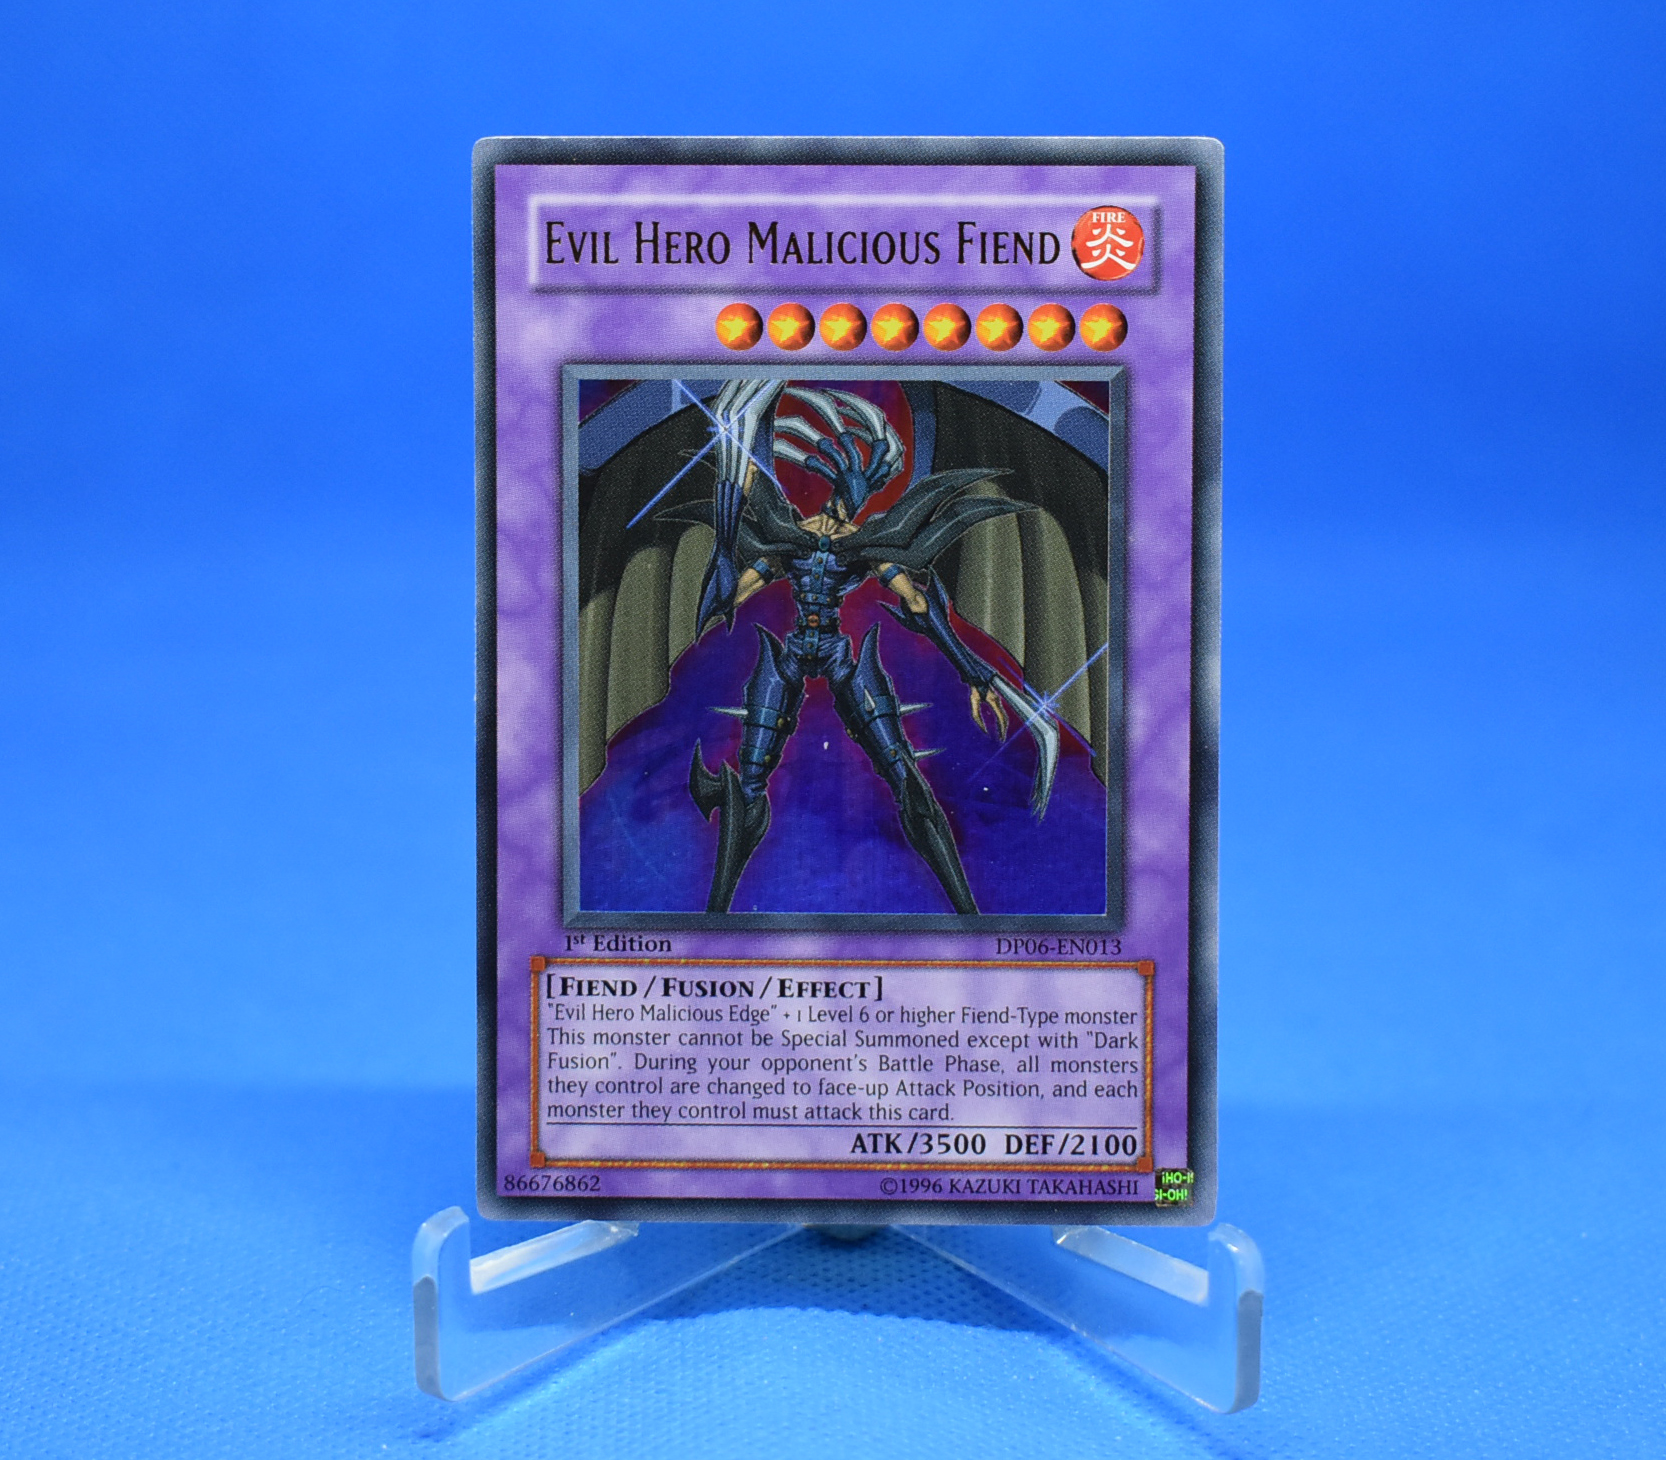 EVIL HERO MALICIOUS FIEND
FIRE
炎
1st Edition
DP06-EN013
[FIEND/FUSION/EFFECT]
"Evil Hero Malicious Edge" + 1 Level 6 or higher Fiend-Type monster
This monster cannot be Special Summoned except with "Dark
Fusion". During your opponent's Battle Phase, all monsters
they control are changed to face-up Attack Position, and each
monster they control must attack this card.
ATK/3500 DEF/2100
86676862
©1996 KAZUKI TAKAHASHI